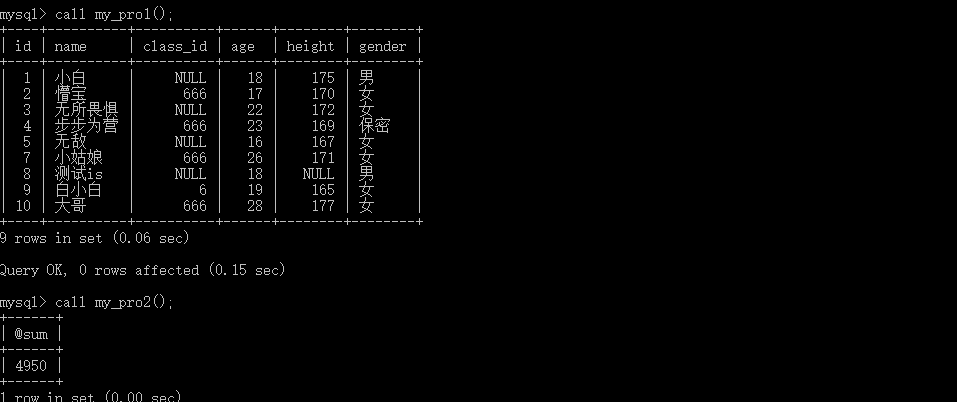 mysql> call my_pro1();
+----+----------+----------+------+--------+--------+
| id | name     | class_id | age  | height | gender |
+----+----------+----------+------+--------+--------+
|  1 | 小白     |     NULL |   18 |    175 | 男     |
|  2 | 懵宝     |      666 |   17 |    170 | 女     |
|  3 | 无所畏惧 |     NULL |   22 |    172 | 女     |
|  4 | 步步为营 |      666 |   23 |    169 | 保密   |
|  5 | 无敌     |     NULL |   16 |    167 | 女     |
|  7 | 小姑娘   |      666 |   26 |    171 | 女     |
|  8 | 测试is   |     NULL |   18 |   NULL | 男     |
|  9 | 白小白   |        6 |   19 |    165 | 女     |
| 10 | 大哥     |      666 |   28 |    177 | 女     |
+----+----------+----------+------+--------+--------+
9 rows in set (0.06 sec)
Query OK, 0 rows affected (0.15 sec)
mysql> call my_pro2();
+------+
| @sum |
+------+
| 4950 |
+------+
1 row in set (0.00 sec)